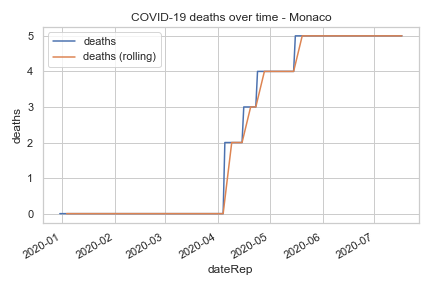 COVID-19 deaths over time - Monaco
deaths
deaths (rolling)
5
4
3
2
1
0
deaths
2020-01
2020-02
2020-03
2020-04
2020-05
2020-06
2020-07
dateRep